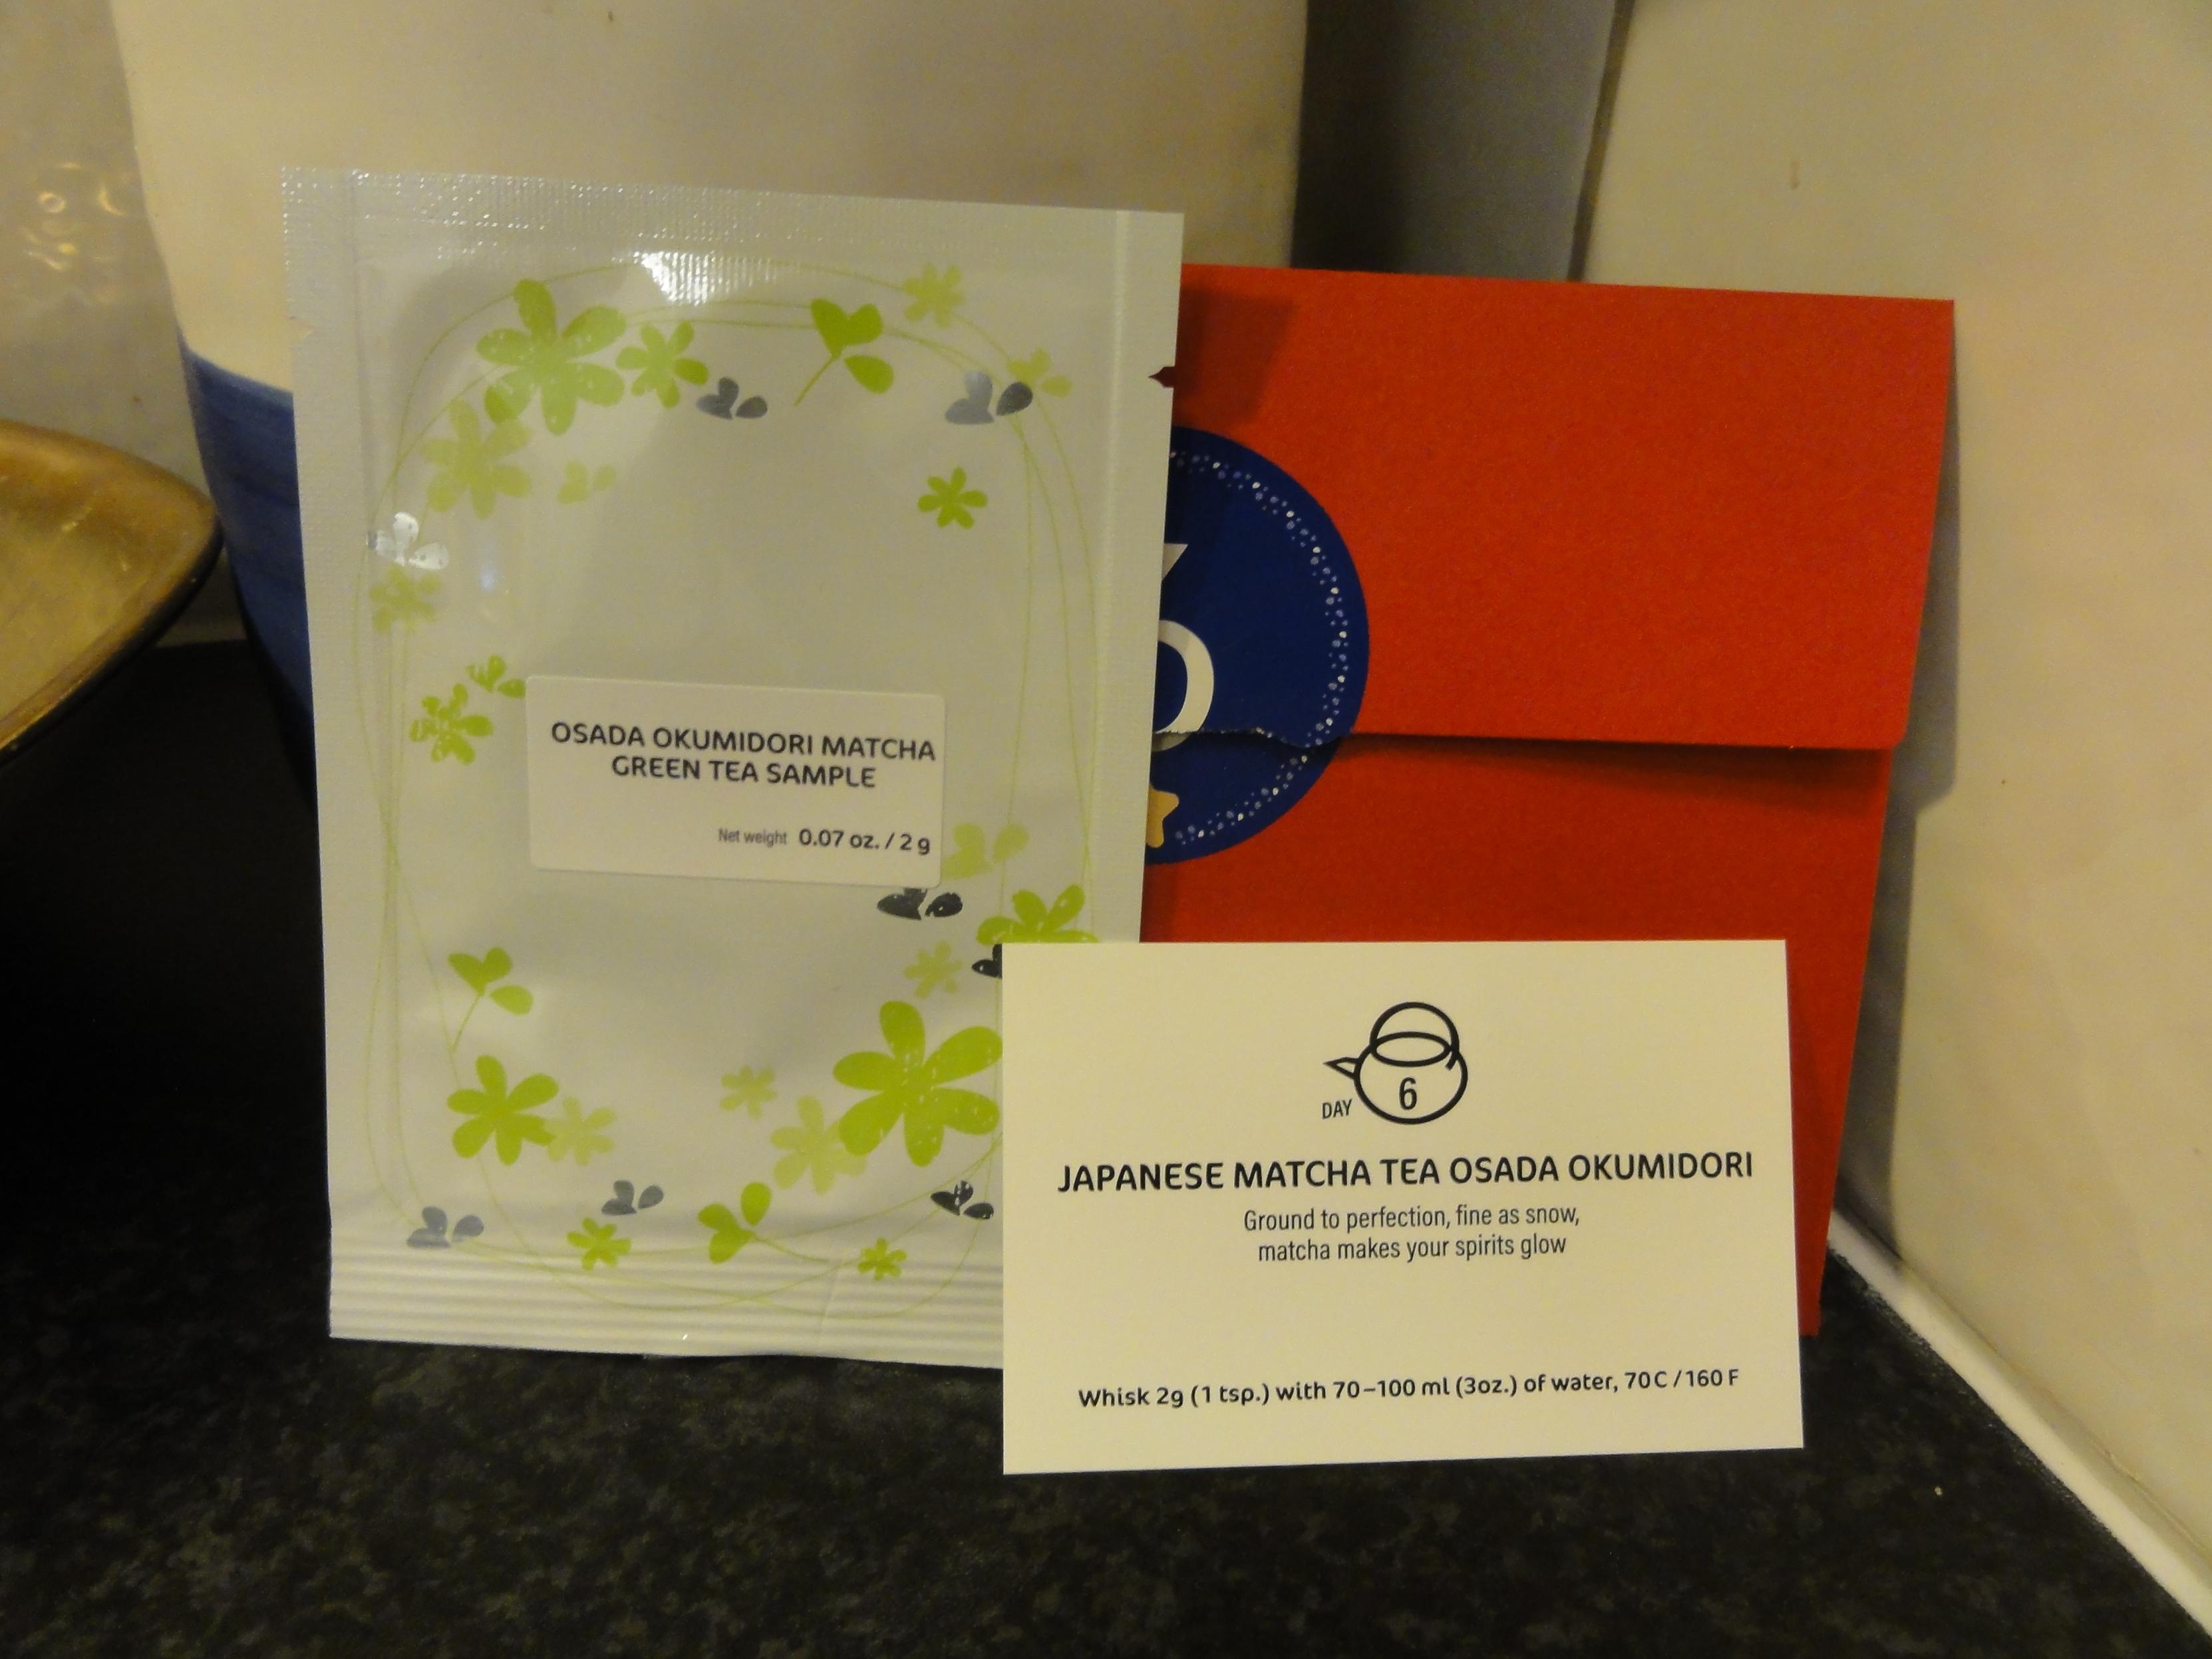 OSADA OKUMIDORI MATCHA
GREEN TEA SAMPLE
Net weight 0.07 oz. / 2 g
DAY 6
JAPANESE MATCHA TEA OSADA OKUMIDORI
Ground to perfection, fine as snow,
matcha makes your spirits glow
Whisk 2g (1 tsp.) with 70–100 ml (3oz.) of water, 70C / 160 F